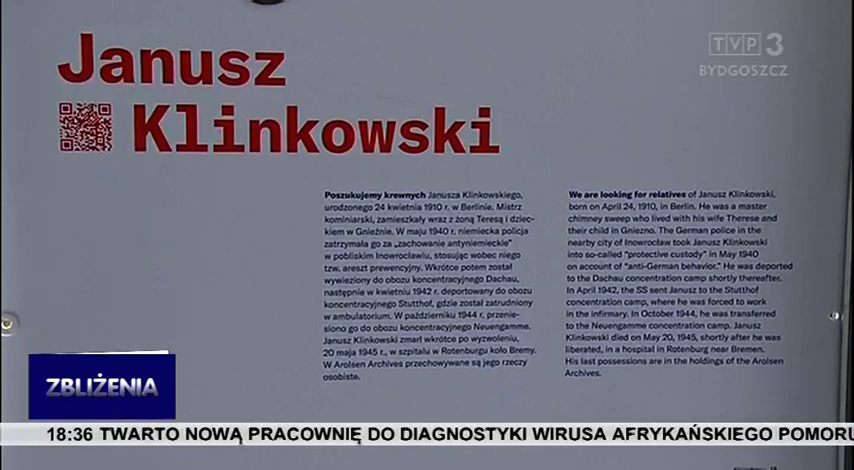 TVP3
BYDGOSZCZ
Janusz
Klinkowski
Poszukujemy krewnych Janusza Klinkowskiego,
urodzonego 24 kwietnia 1910 r. w Berlinie. Mistrz
kominiarski, zamieszkały wraz z żoną Teresą i dziec-
kiem w Gnieźnie. W maju 1940 r. niemiecka policja
zatrzymała go za „zachowanie antyniemieckie"
w pobliskim Inowrocławiu, stosując wobec niego
tzw. areszt prewencyjny. Wkrótce potem został
wywieziony do obozu koncentracyjnego Dachau,
następnie w kwietniu 1942 r. deportowany do obozu
koncentracyjnego Stutthof, gdzie został zatrudniony
w ambulatorium. W październiku 1944 r. przenie-
siono go do obozu koncentracyjnego Neuengamme.
Janusz Klinkowski zmarł wkrótce po wyzwoleniu,
20 maja 1945 r., w szpitalu w Rotenburgu koło Bremy.
W Arolsen Archives przechowywane są jego rzeczy
osobiste.
We are looking for relatives of Janusz Klinkowski,
born on April 24, 1910, in Berlin. He was a master
chimney sweep who lived with his wife Therese and
their child in Gniezno. The German police in the
nearby city of Inowrocław took Janusz Klinkowski
into so-called "protective custody" in May 1940
on account of "anti-German behavior." He was deported
to the Dachau concentration camp shortly thereafter.
In April 1942, the SS sent Janusz to the Stutthof
concentration camp, where he was forced to work
in the infirmary. In October 1944, he was transferred
to the Neuengamme concentration camp. Janusz
Klinkowski died on May 20, 1945, shortly after he was
liberated, in a hospital in Rotenburg near Bremen.
His last possessions are in the holdings of the Arolsen
Archives.
ZBLIŻENIA
18:36 TWARTO NOWĄ PRACOWNIĘ DO DIAGNOSTYKI WIRUSA AFRYKAŃSKIEGO POMORU